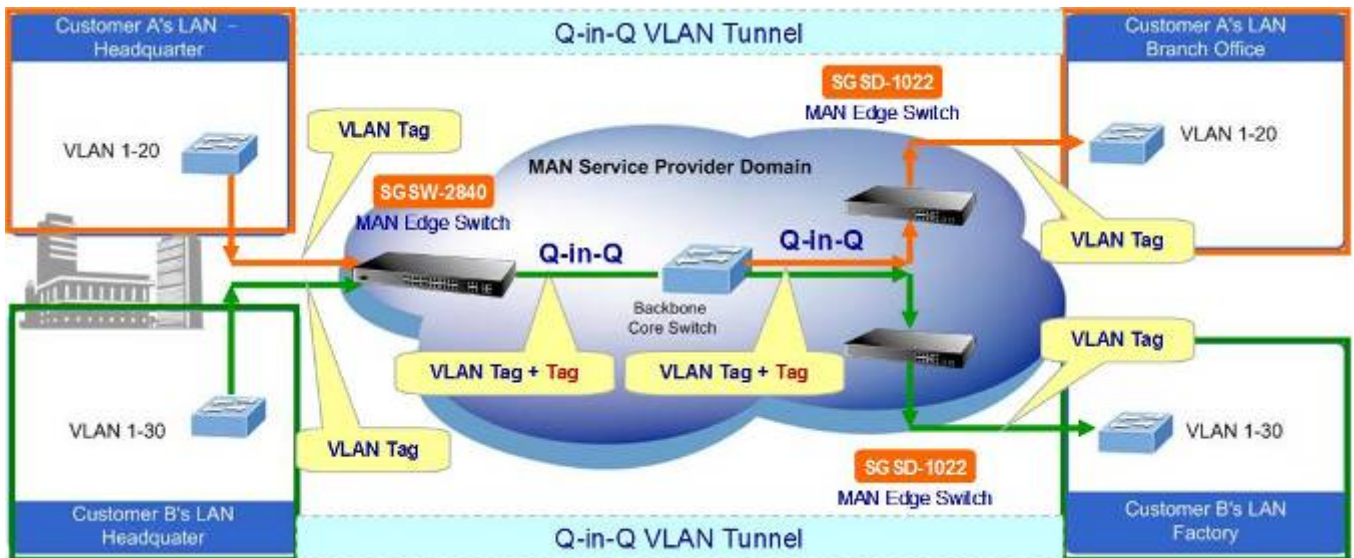 Customer A's LAN –
Headquarter
VLAN 1-20
Q-in-Q VLAN Tunnel
Customer A's LAN
Branch Office
VLAN 1-20
SGSD-1022
MAN Edge Switch
VLAN Tag
MAN Service Provider Domain
SGSW-2840
MAN Edge Switch
Q-in-Q
Q-in-Q
VLAN Tag
Backbone
Core Switch
VLAN Tag + Tag
VLAN Tag + Tag
VLAN Tag
VLAN 1-30
VLAN Tag
VLAN 1-30
SGSD-1022
MAN Edge Switch
Customer B's LAN
Headquater
Q-in-Q VLAN Tunnel
Customer B's LAN
Factory